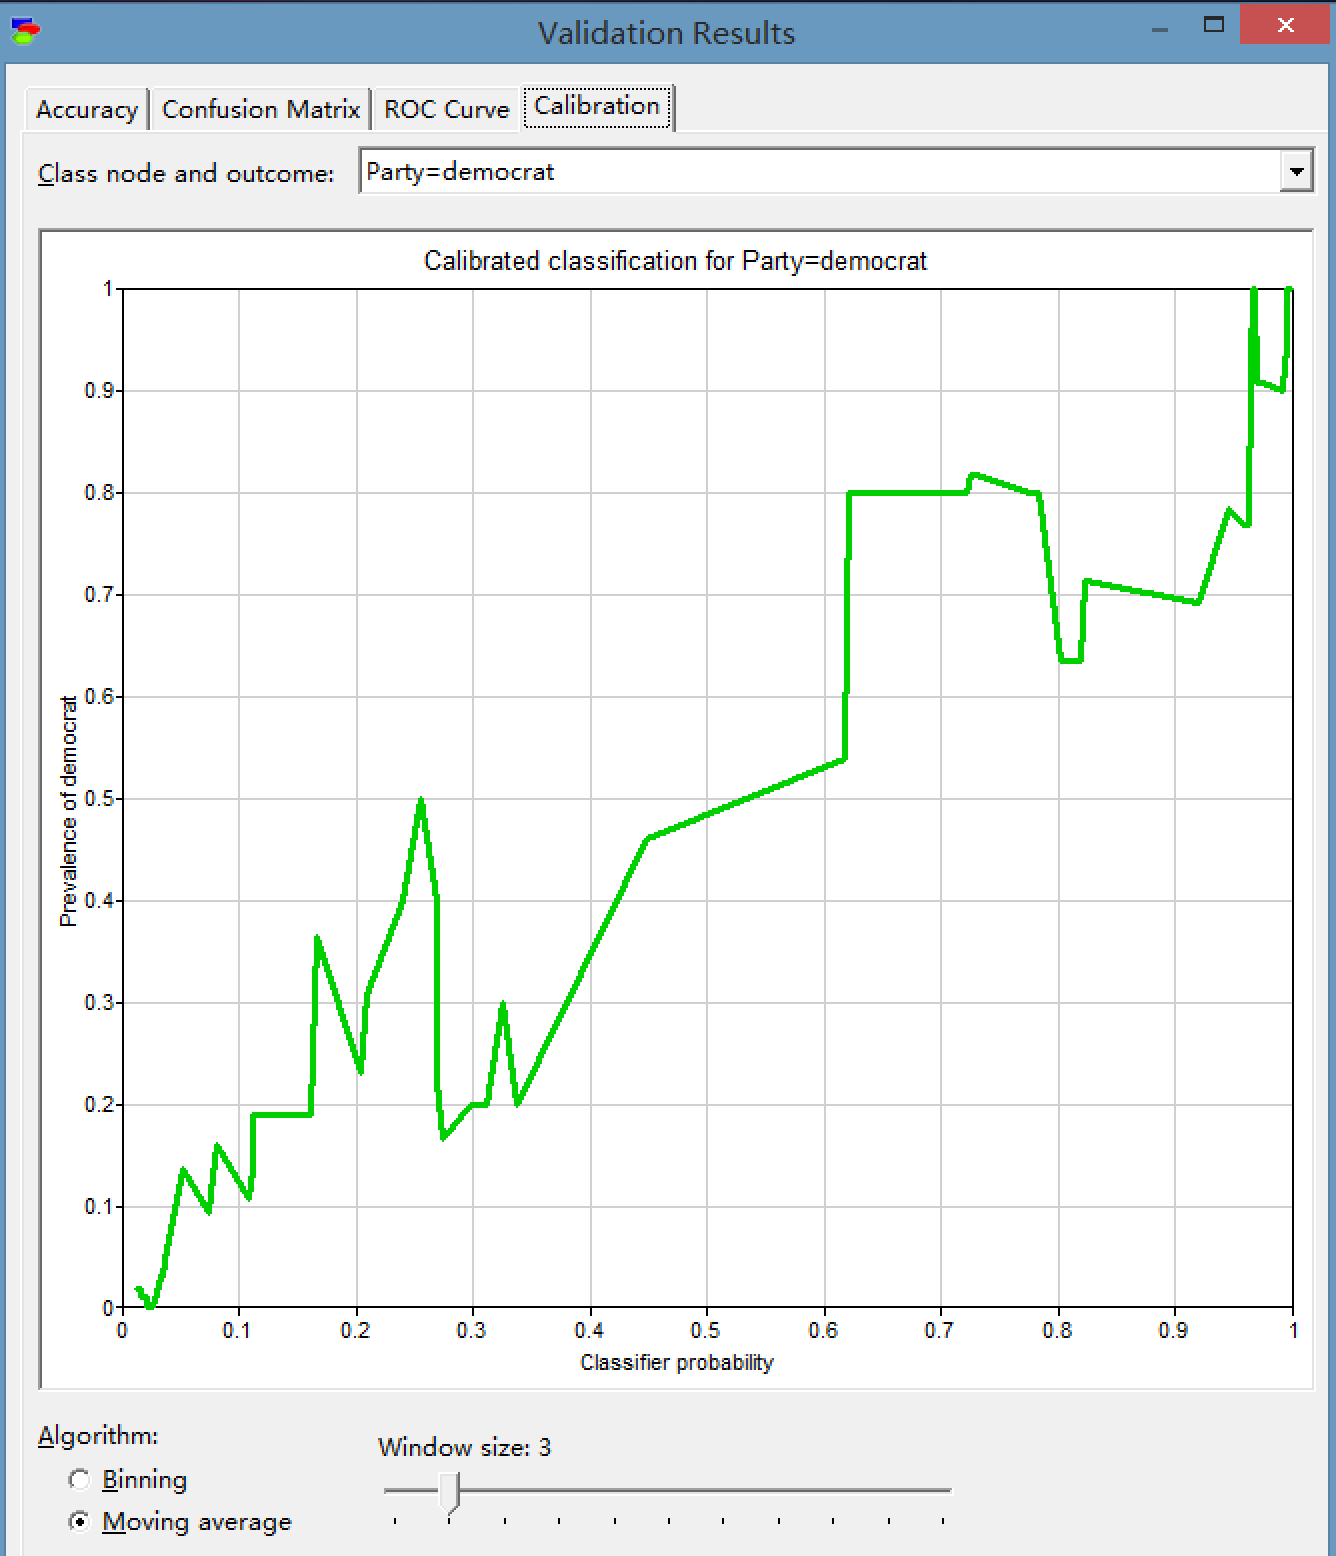 Validation Results
Accuracy Confusion Matrix ROC Curve Calibration
Class node and outcome: Party=democrat
Calibrated classification for Party=democrat
1
0.9
0.8
0.7
0.6
0.5
0.4
0.3
0.2
0.1
0
Prevalence of democrat
0 0.1 0.2 0.3 0.4 0.5 0.6 0.7 0.8 0.9 1
Classifier probability
Algorithm:
Window size: 3
Binning
Moving average